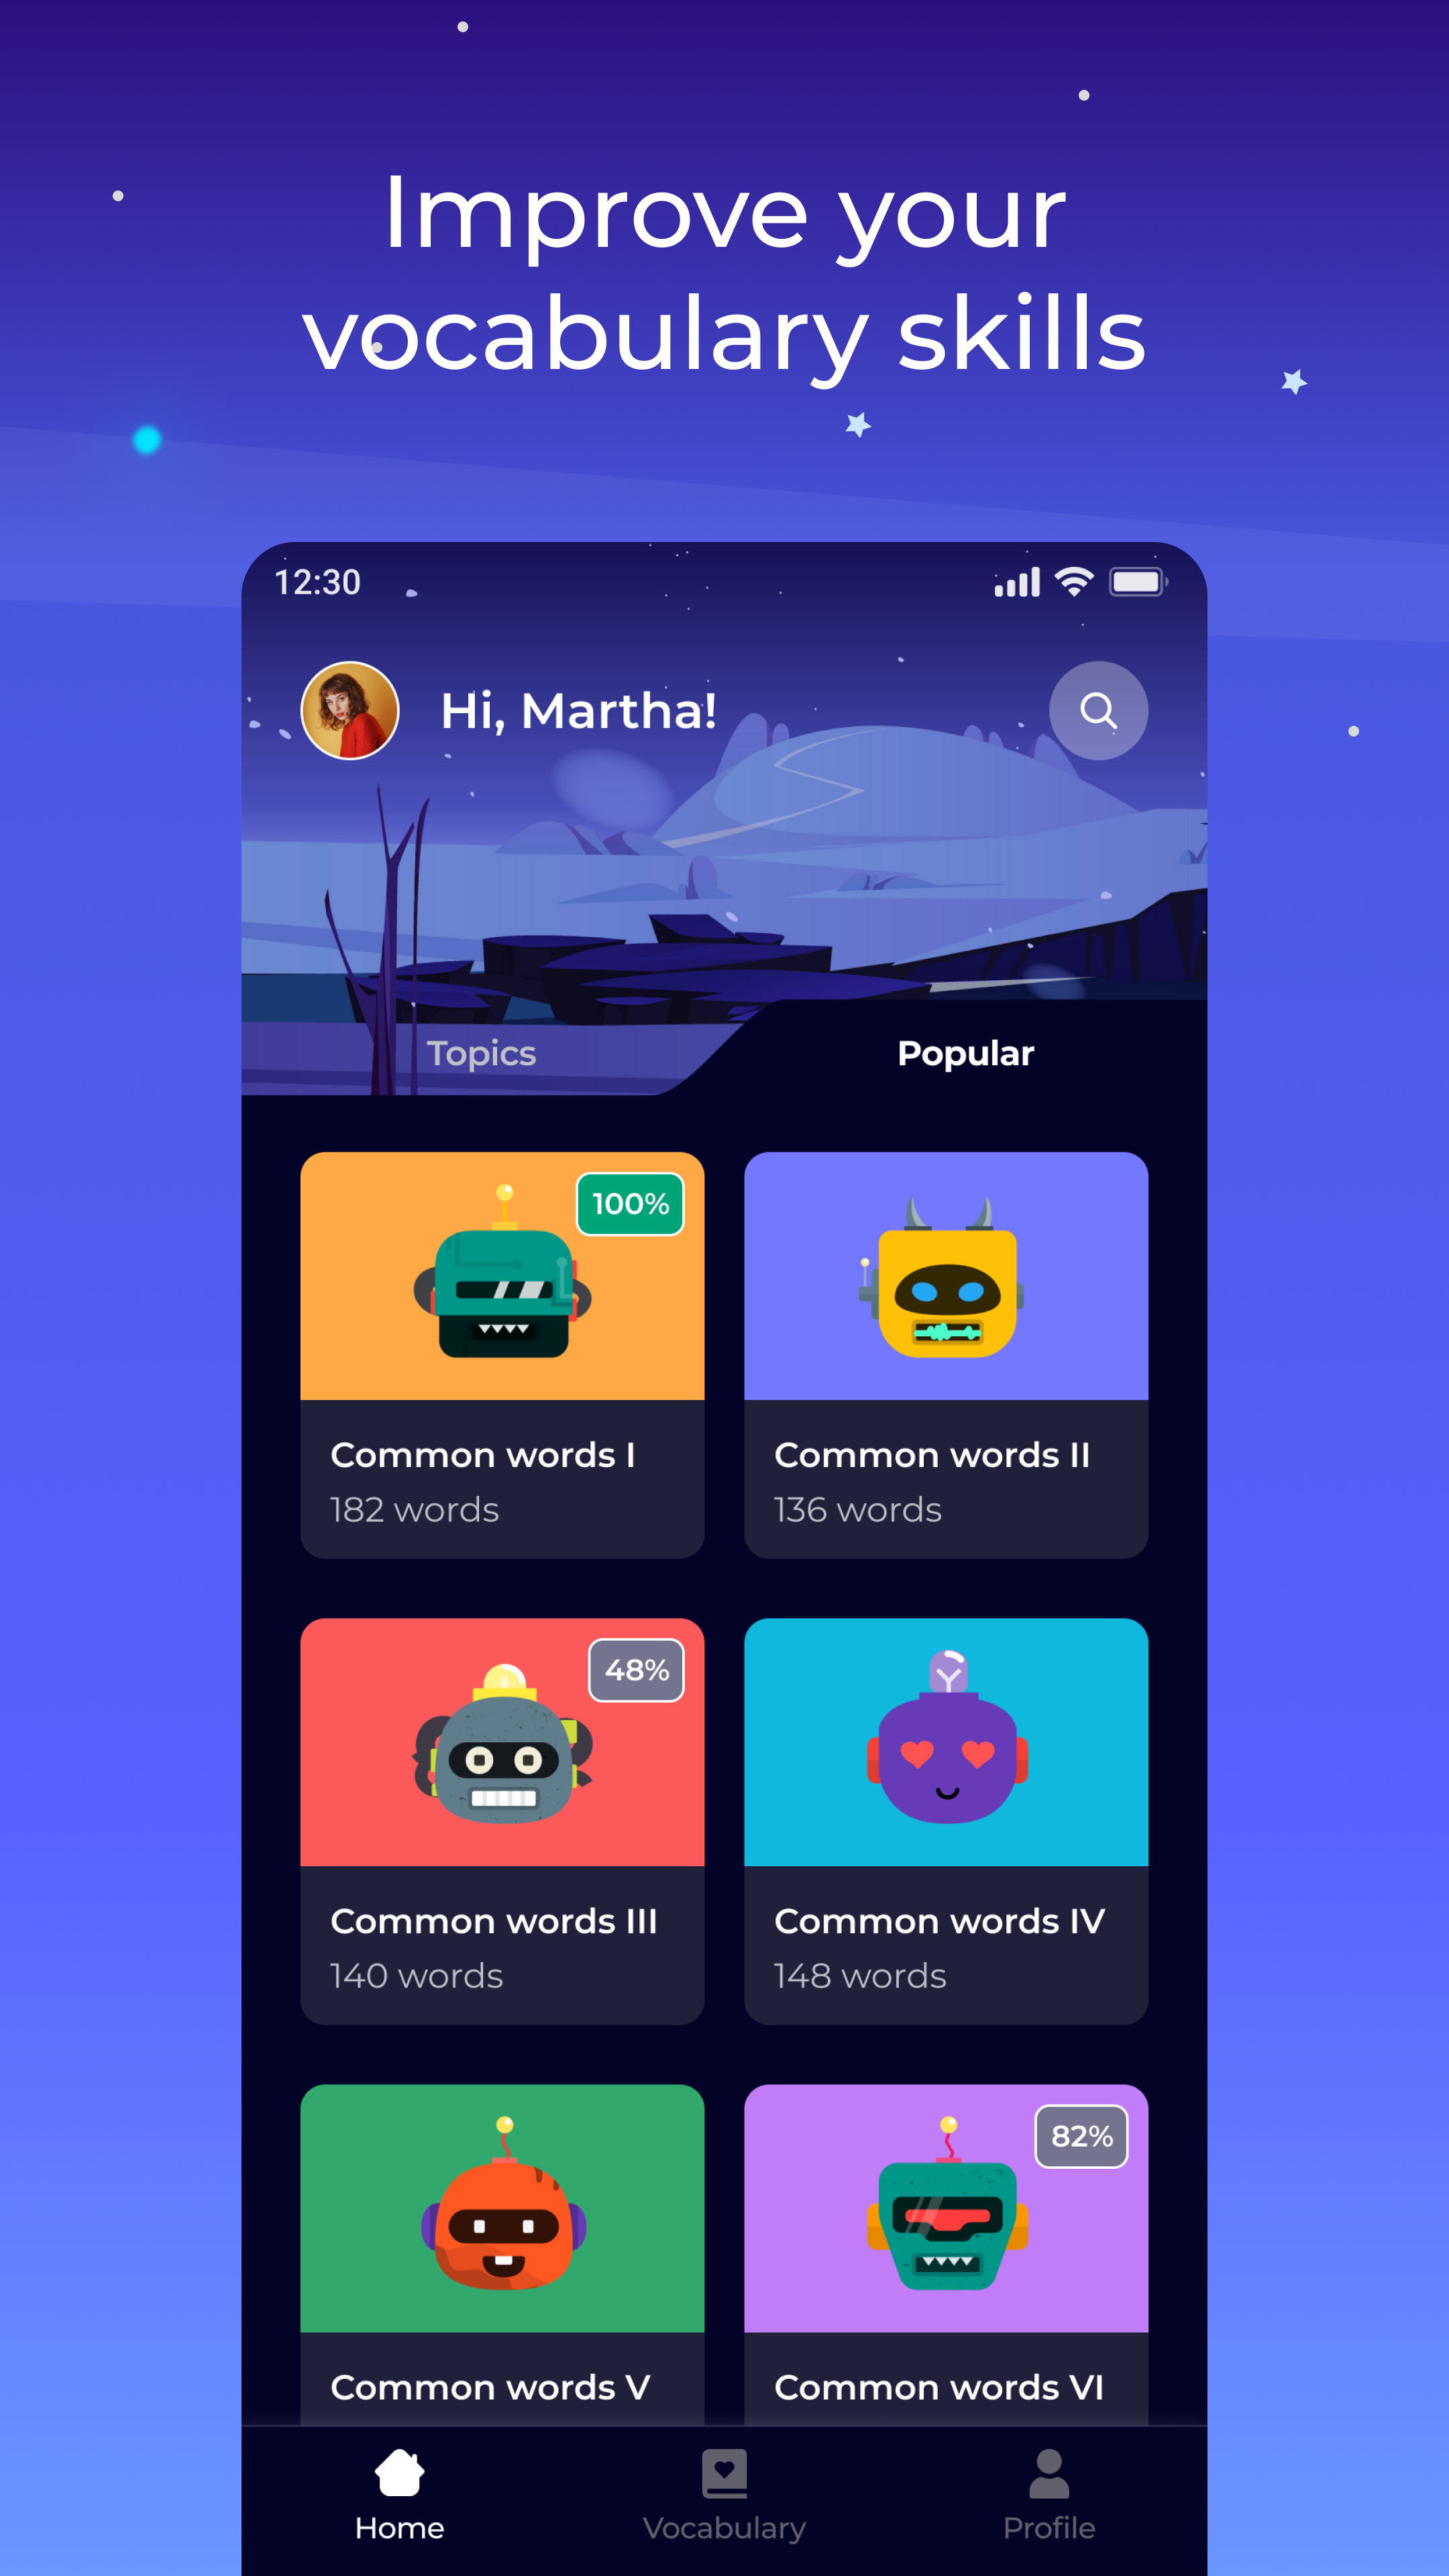 Improve your
vocabulary skills
12:30
Hi, Martha!
Topics
Popular
100%
Common words I
182 words
Common words II
136 words
48%
Common words III
140 words
Common words IV
148 words
Common words V
82%
Common words VI
Home
Vocabulary
Profile